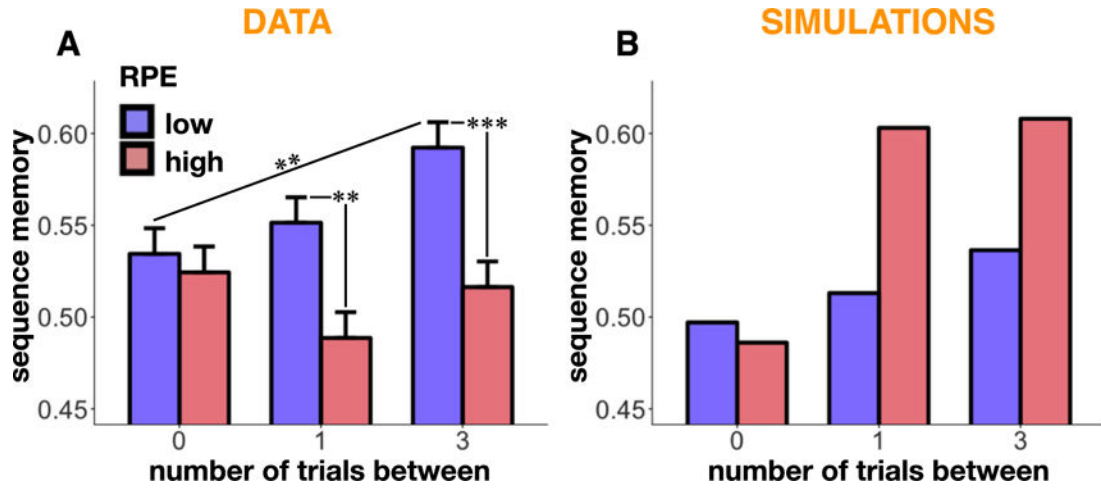 DATA
A
RPE
low
high
sequence memory
0.60
0.55
0.50
0.45
**
**
***
0
1
3
number of trials between
SIMULATIONS
B
sequence memory
0.60
0.55
0.50
0.45
0
1
3
number of trials between